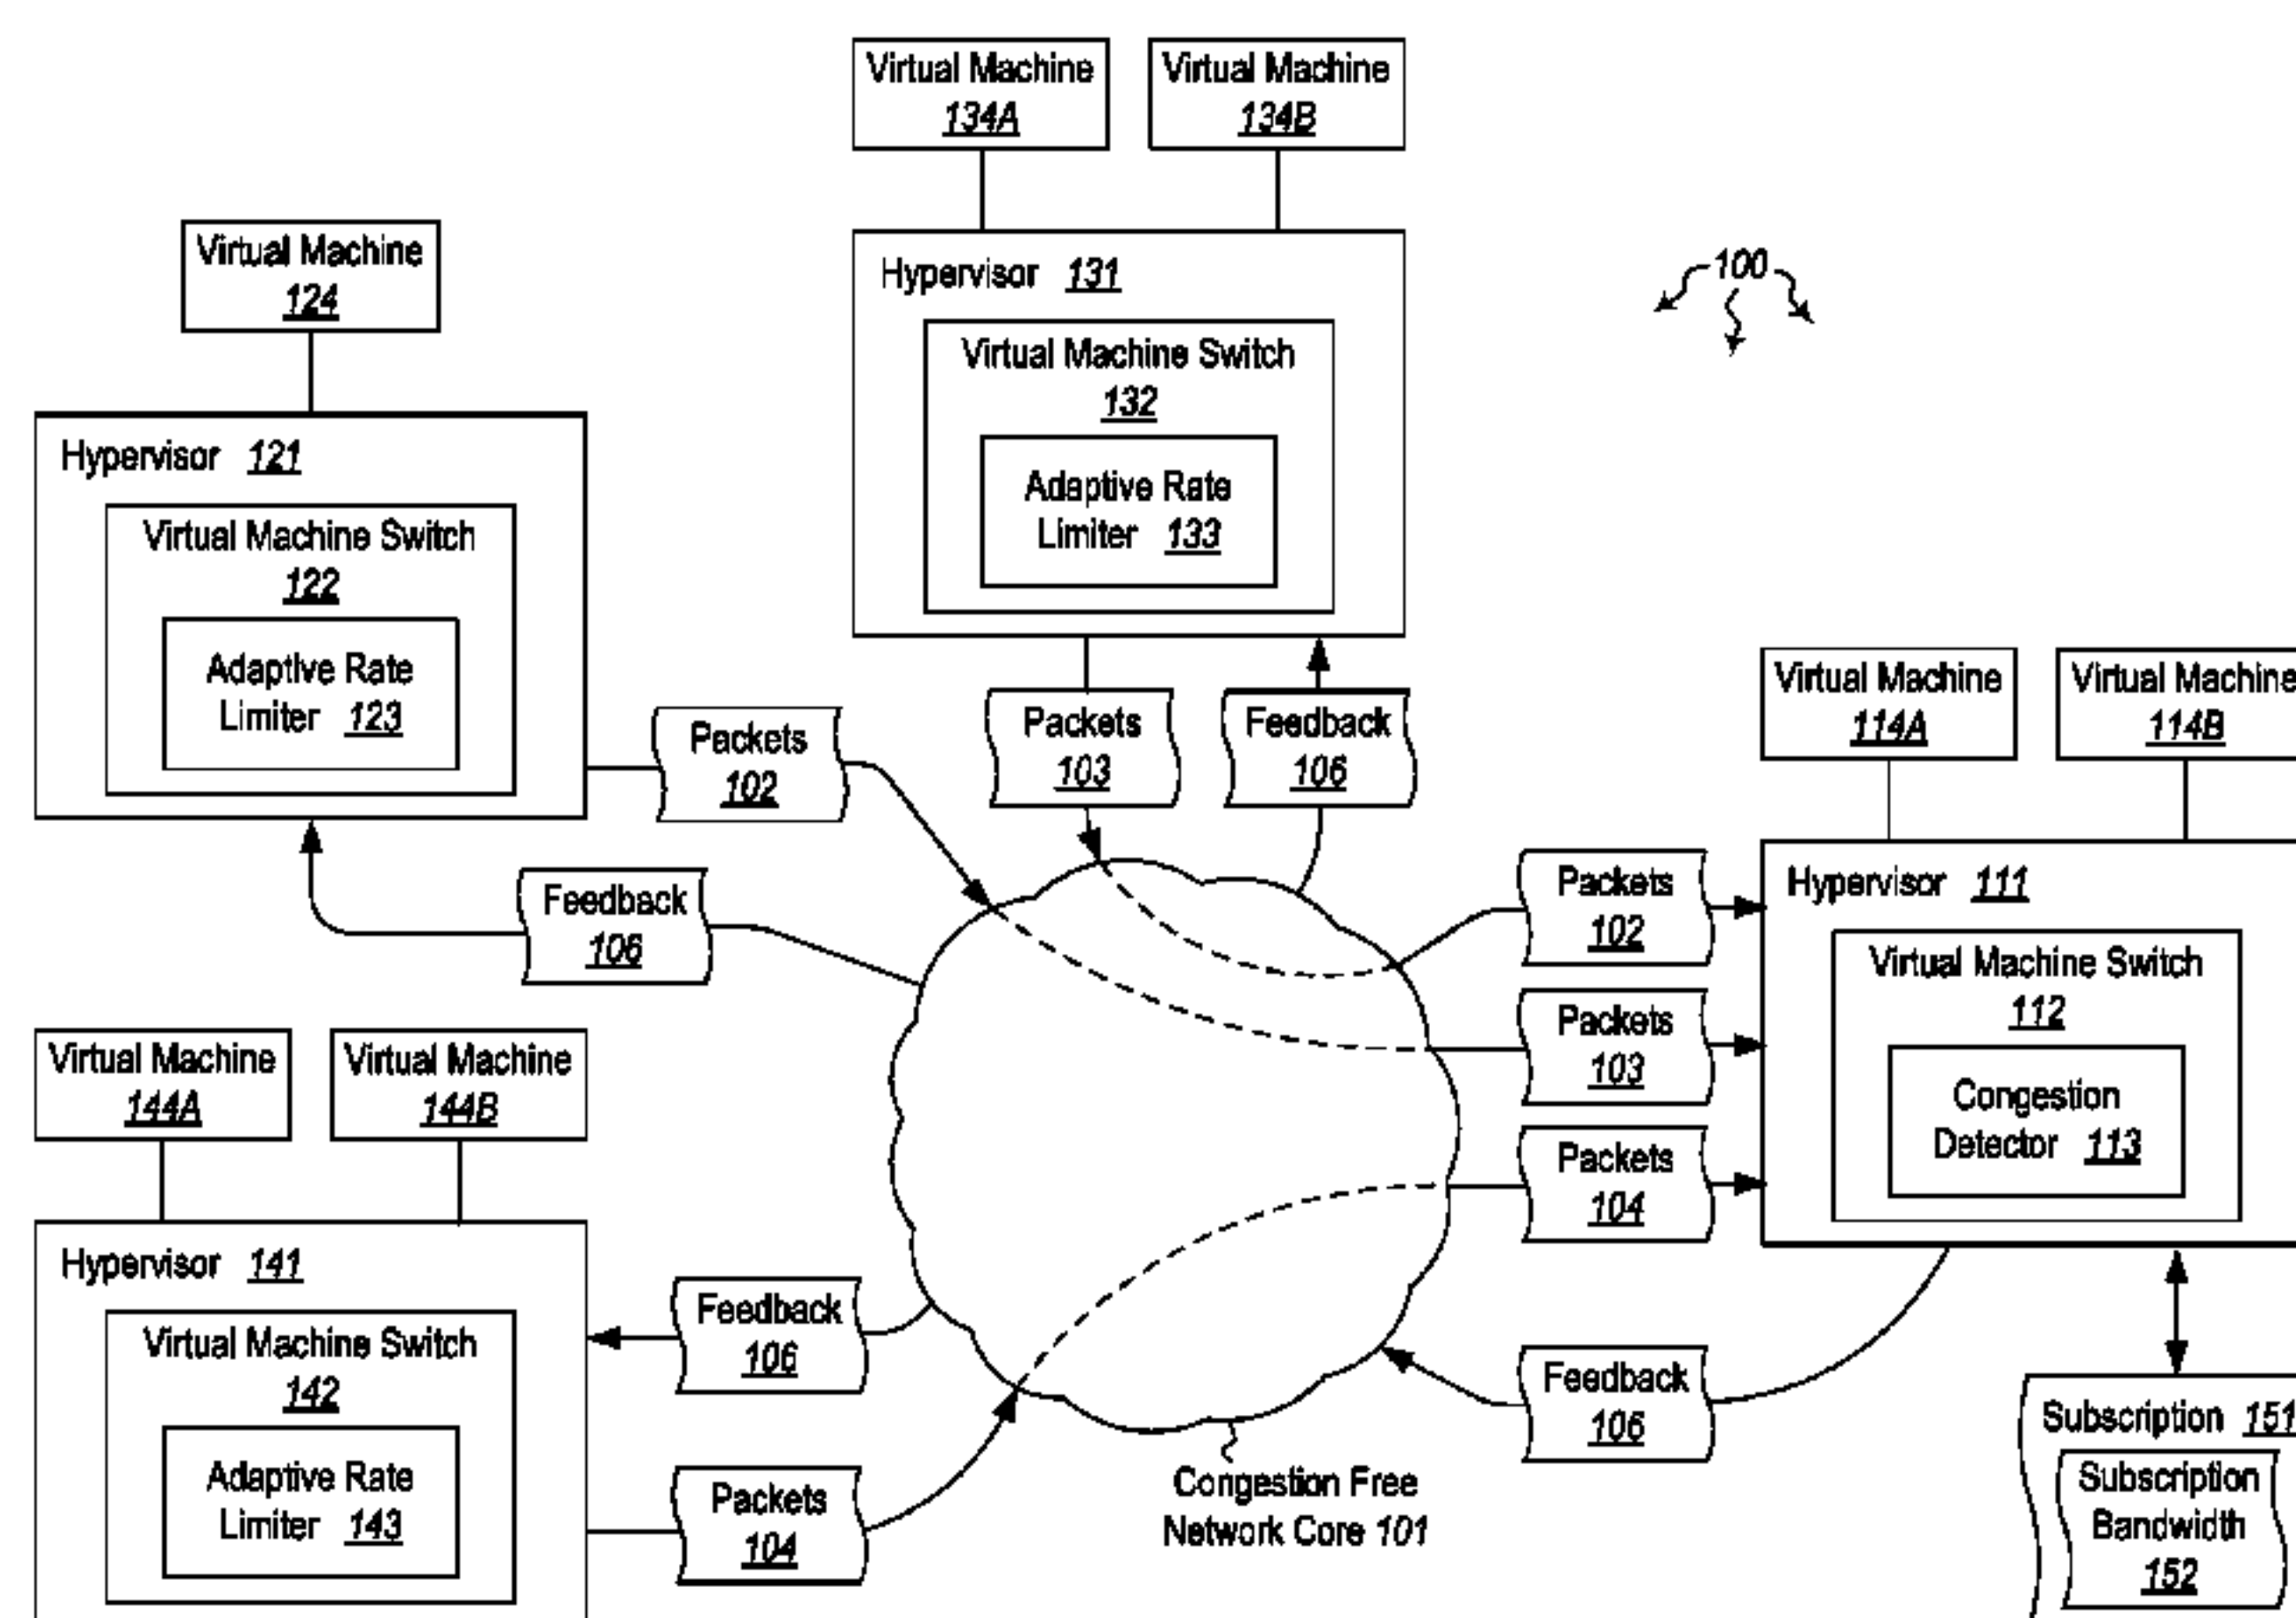 Virtual Machine
134A
Virtual Machine
134B
Virtual Machine
124
Hypervisor 131
Virtual Machine Switch
132
Adaptive Rate
Limiter 133
100
Hypervisor 121
Virtual Machine Switch
122
Adaptive Rate
Limiter 123
Packets
102
Packets
103
Feedback
106
Feedback
106
Virtual Machine
114A
Virtual Machine
114B
Packets
102
Packets
103
Packets
104
Hypervisor 111
Virtual Machine Switch
112
Congestion
Detector 113
Virtual Machine
144A
Virtual Machine
144B
Hypervisor 141
Virtual Machine Switch
142
Adaptive Rate
Limiter 143
Feedback
106
Packets
104
Congestion Free
Network Core 101
Feedback
106
Subscription 151
Subscription
Bandwidth
152